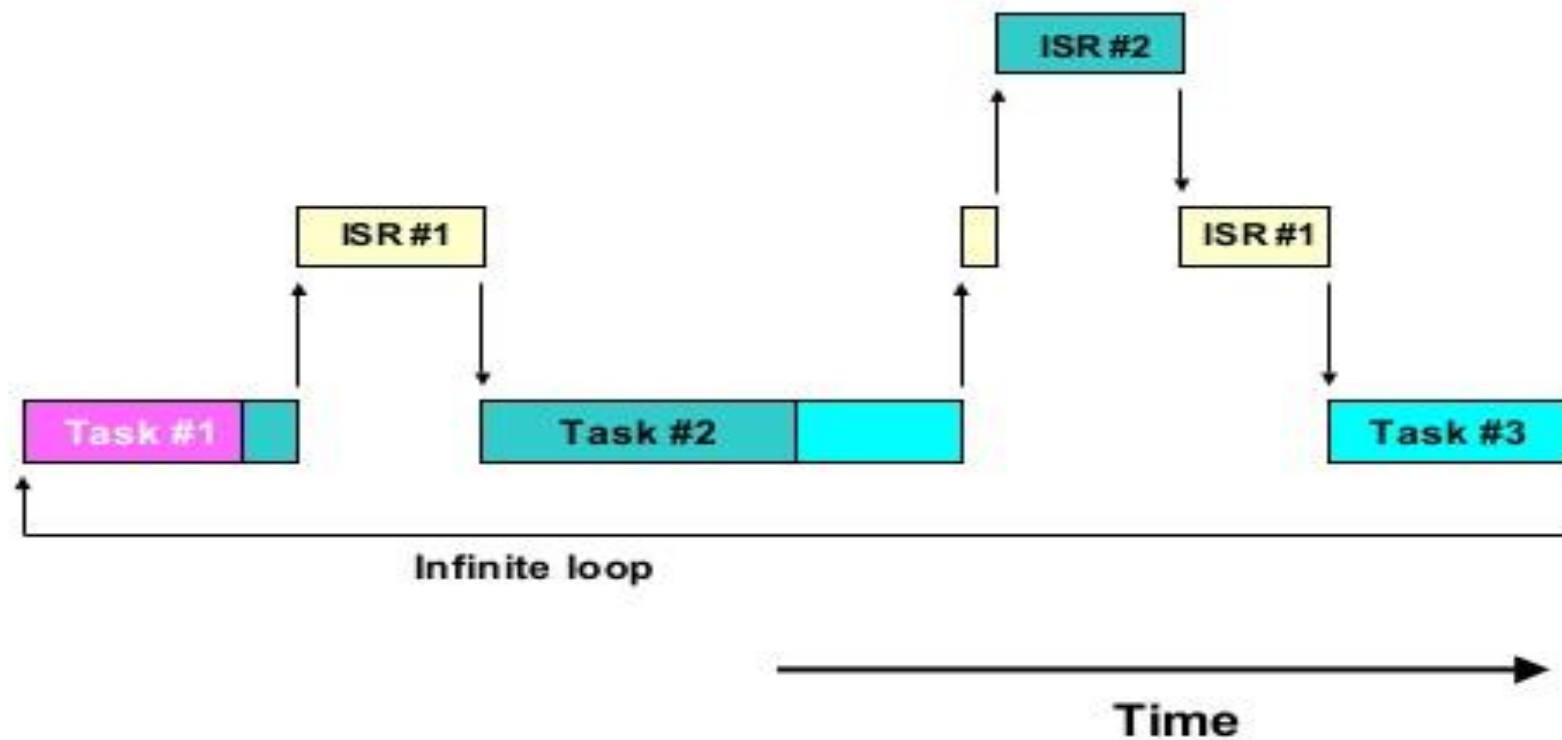 ISR #2
ISR #1
ISR #1
Task #1
Task #2
Task #3
Infinite loop
Time